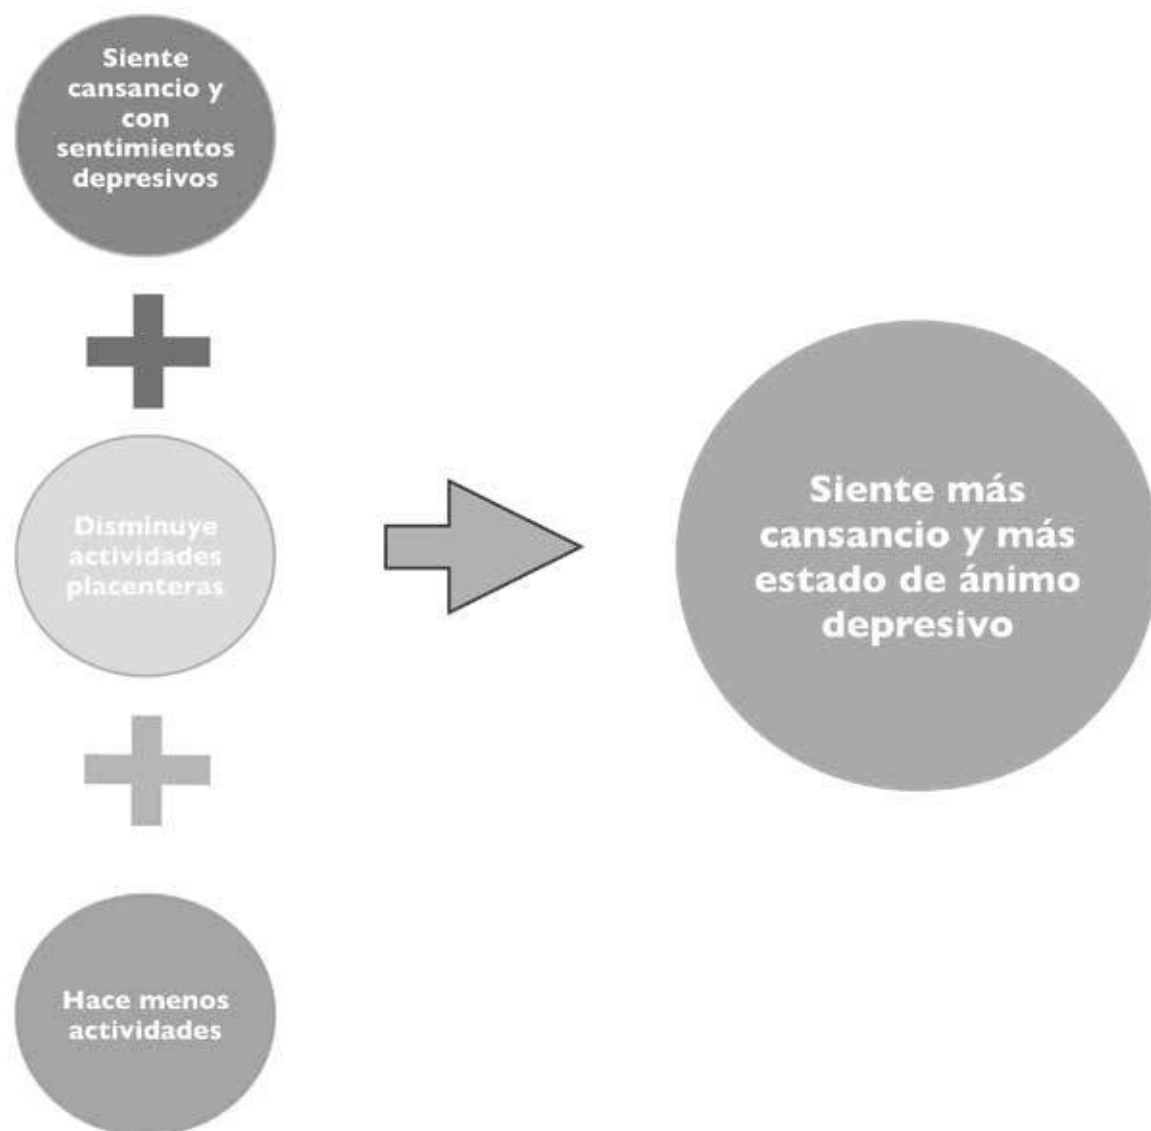 Siente
cansancio y
con
sentimientos
depresivos
Disminuye
actividades
placenteras
Hace menos
actividades
Siente más
cansancio y más
estado de ánimo
depresivo